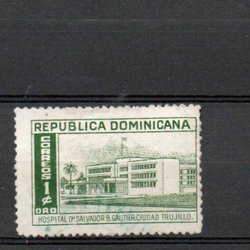 REPUBLICA DOMINICANA
CORREOS
1¢
ORO
HOSPITAL Dr. SALVADOR B. GAUTIER, CIUDAD TRUJILLO.